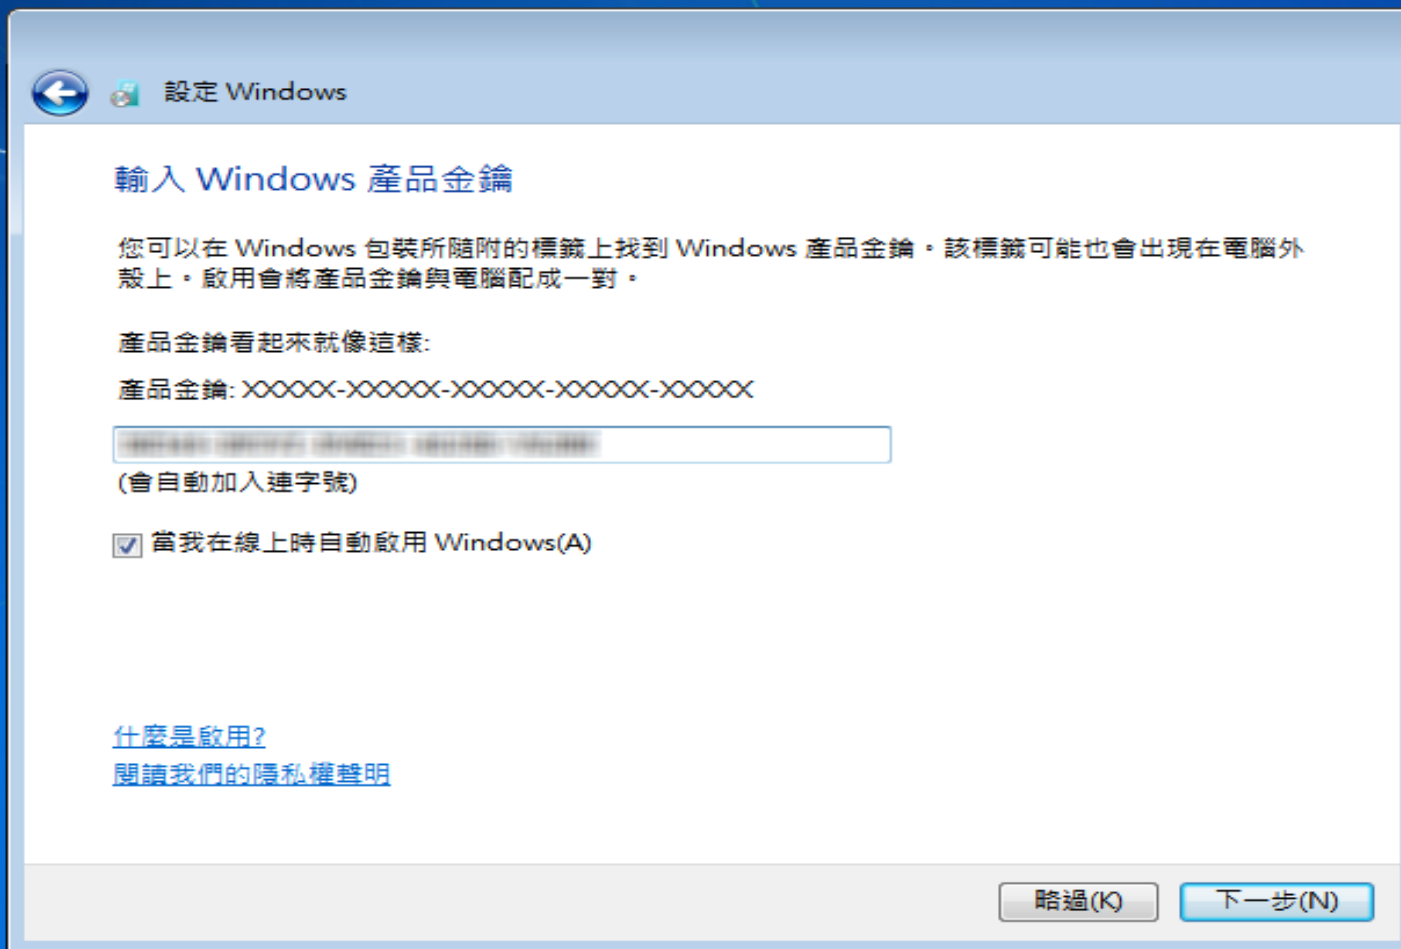 設定 Windows
輸入 Windows 產品金鑰
您可以在 Windows 包裝所隨附的標籤上找到 Windows 產品金鑰。該標籤可能也會出現在電腦外
殼上。啟用會將產品金鑰與電腦配成一對。
產品金鑰看起來就像這樣:
產品金鑰: XXXXX-XXXXX-XXXXX-XXXXX-XXXXX
(會自動加入連字號)
當我在線上時自動啟用 Windows(A)
什麼是啟用?
閱讀我們的隱私權聲明
略過(K)
下一步(N)